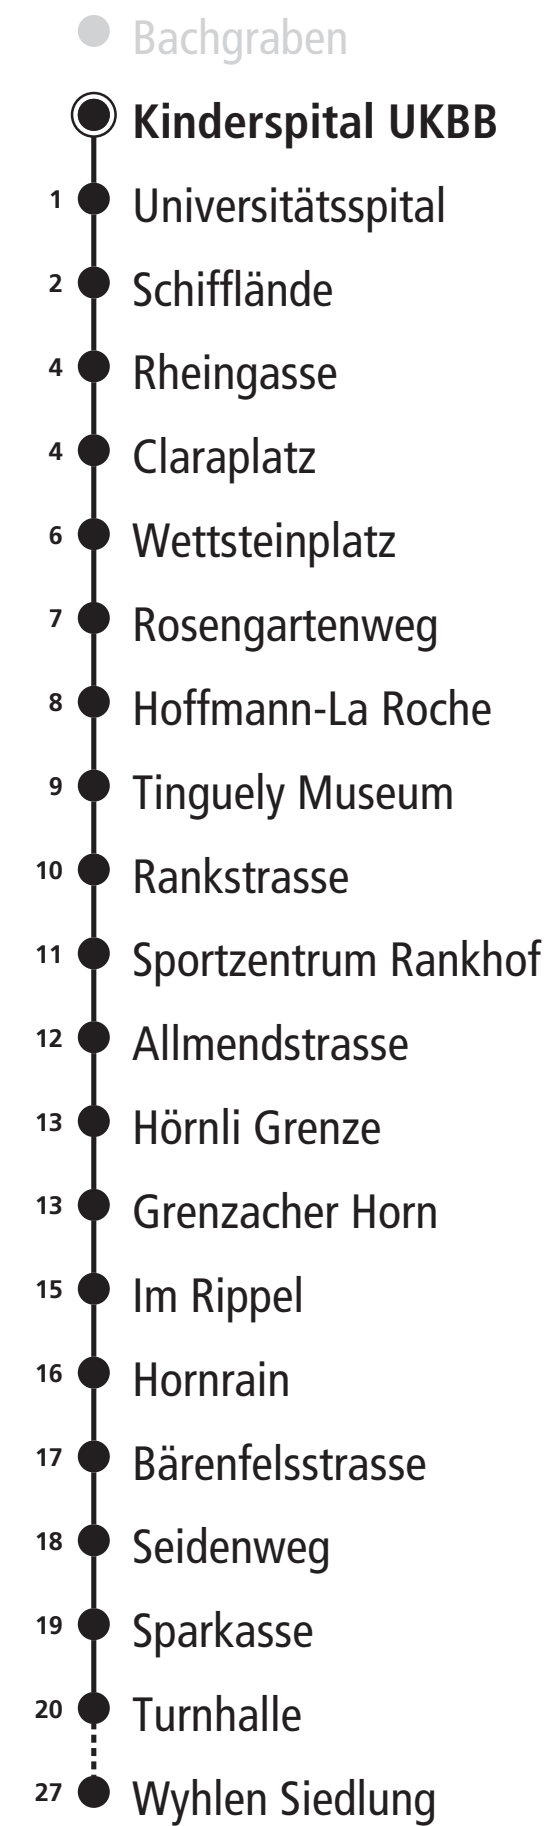 Bachgraben
Kinderspital UKBB
1 Universitätsspital
2 Schifflände
4 Rheingasse
4 Claraplatz
6 Wettsteinplatz
7 Rosengartenweg
8 Hoffmann-La Roche
9 Tinguely Museum
10 Rankstrasse
11 Sportzentrum Rankhof
12 Allmendstrasse
13 Hörnli Grenze
13 Grenzacher Horn
15 Im Rippel
16 Hornrain
17 Bärenfelsstrasse
18 Seidenweg
19 Sparkasse
20 Turnhalle
27 Wyhlen Siedlung